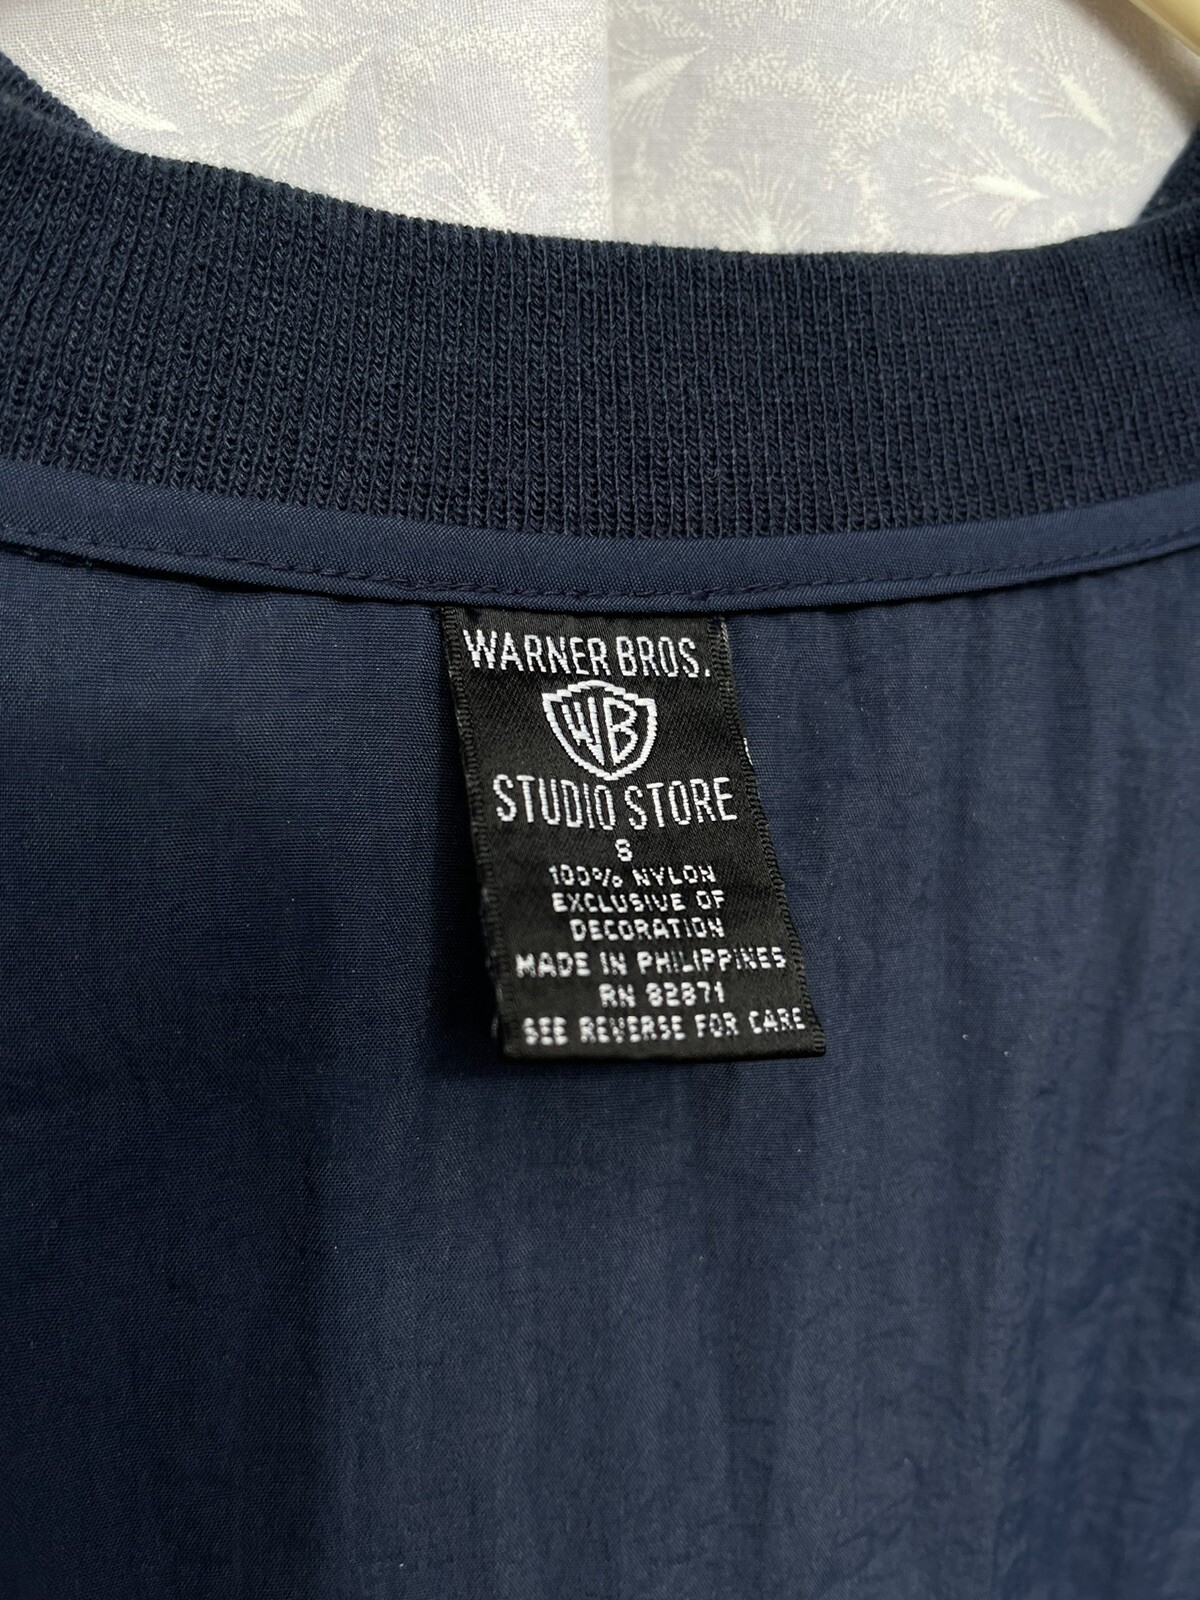 WARNER BROS.
WB
STUDIO STORE
S
100% NYLON
EXCLUSIVE OF
DECORATION
MADE IN PHILIPPINES
RN 82871
SEE REVERSE FOR CARE